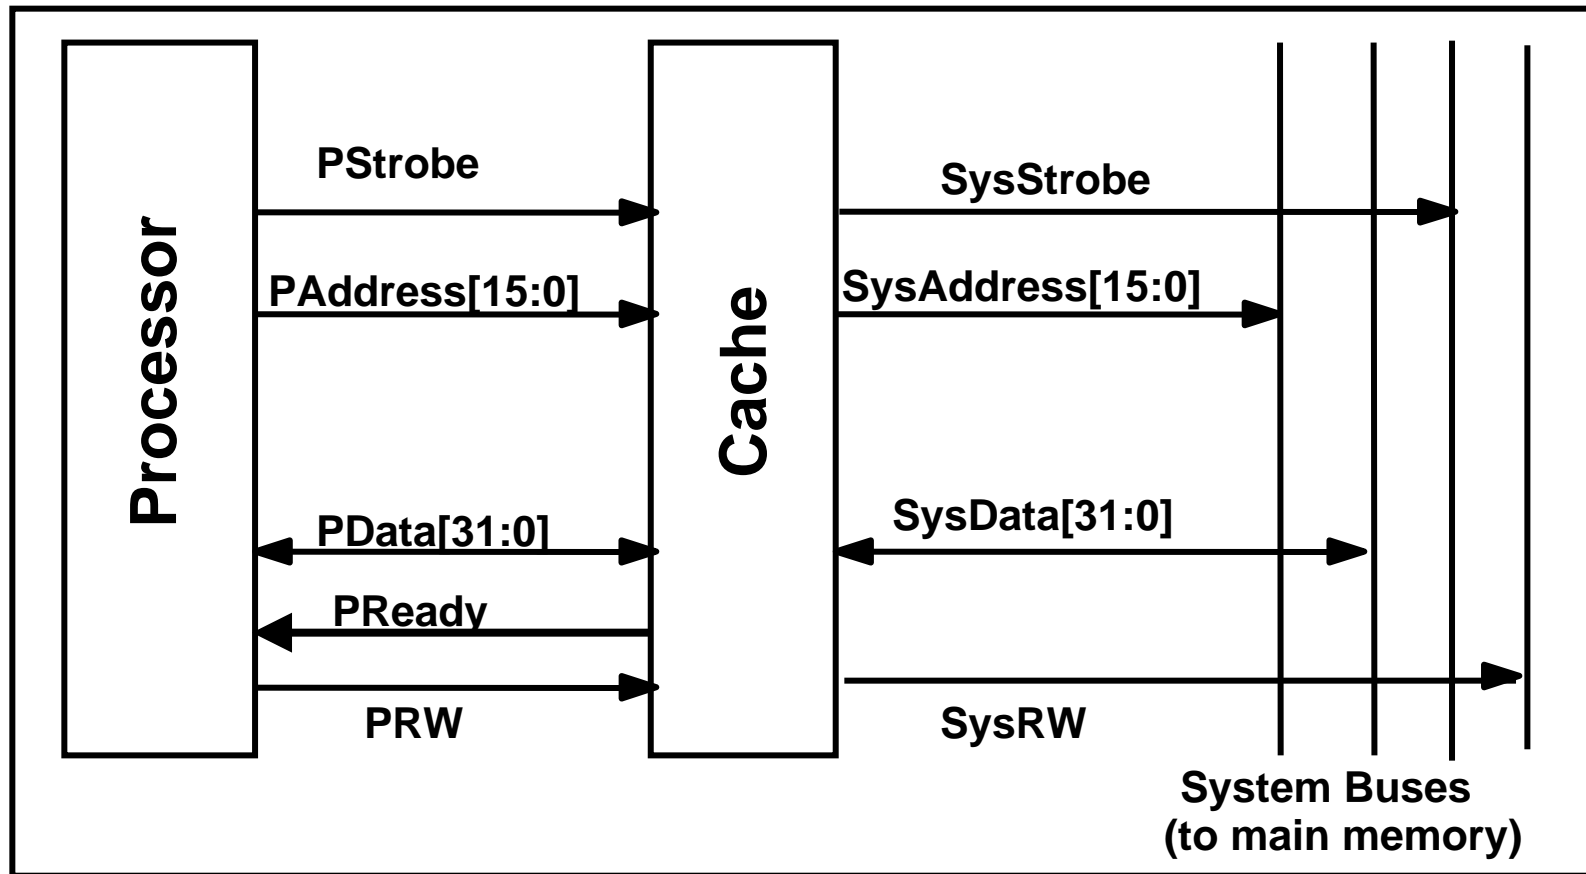 Processor
Cache
PStrobe
SysStrobe
PAddress[15:0]
SysAddress[15:0]
PData[31:0]
SysData[31:0]
PReady
PRW
SysRW
System Buses
(to main memory)